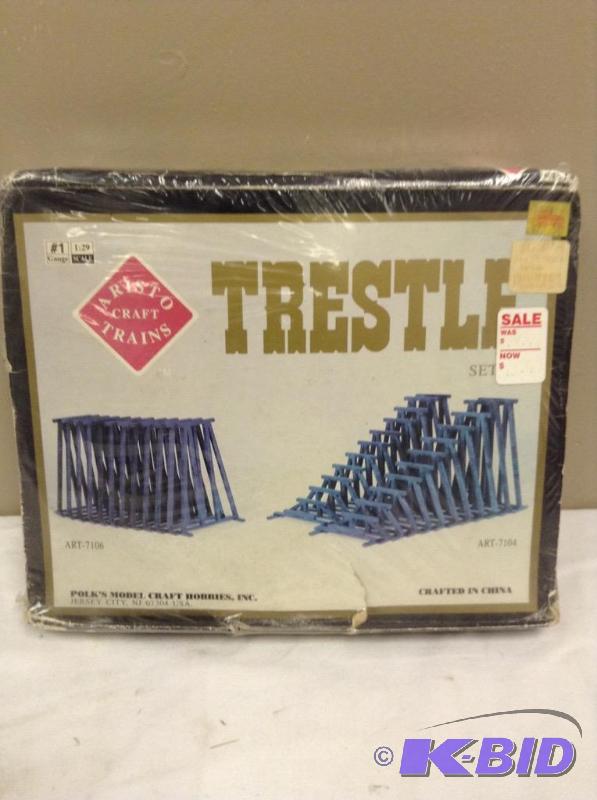 #1
Gauge
1:29
SCALE
ARISTO
CRAFT
TRAINS
TRESTLE
SET
SALE
WAS
$
NOW
$
ART-7106
ART-7104
POLK'S MODEL CRAFT HOBBIES, INC.
JERSEY CITY, NJ 07304 USA.
CRAFTED IN CHINA
© K-BID